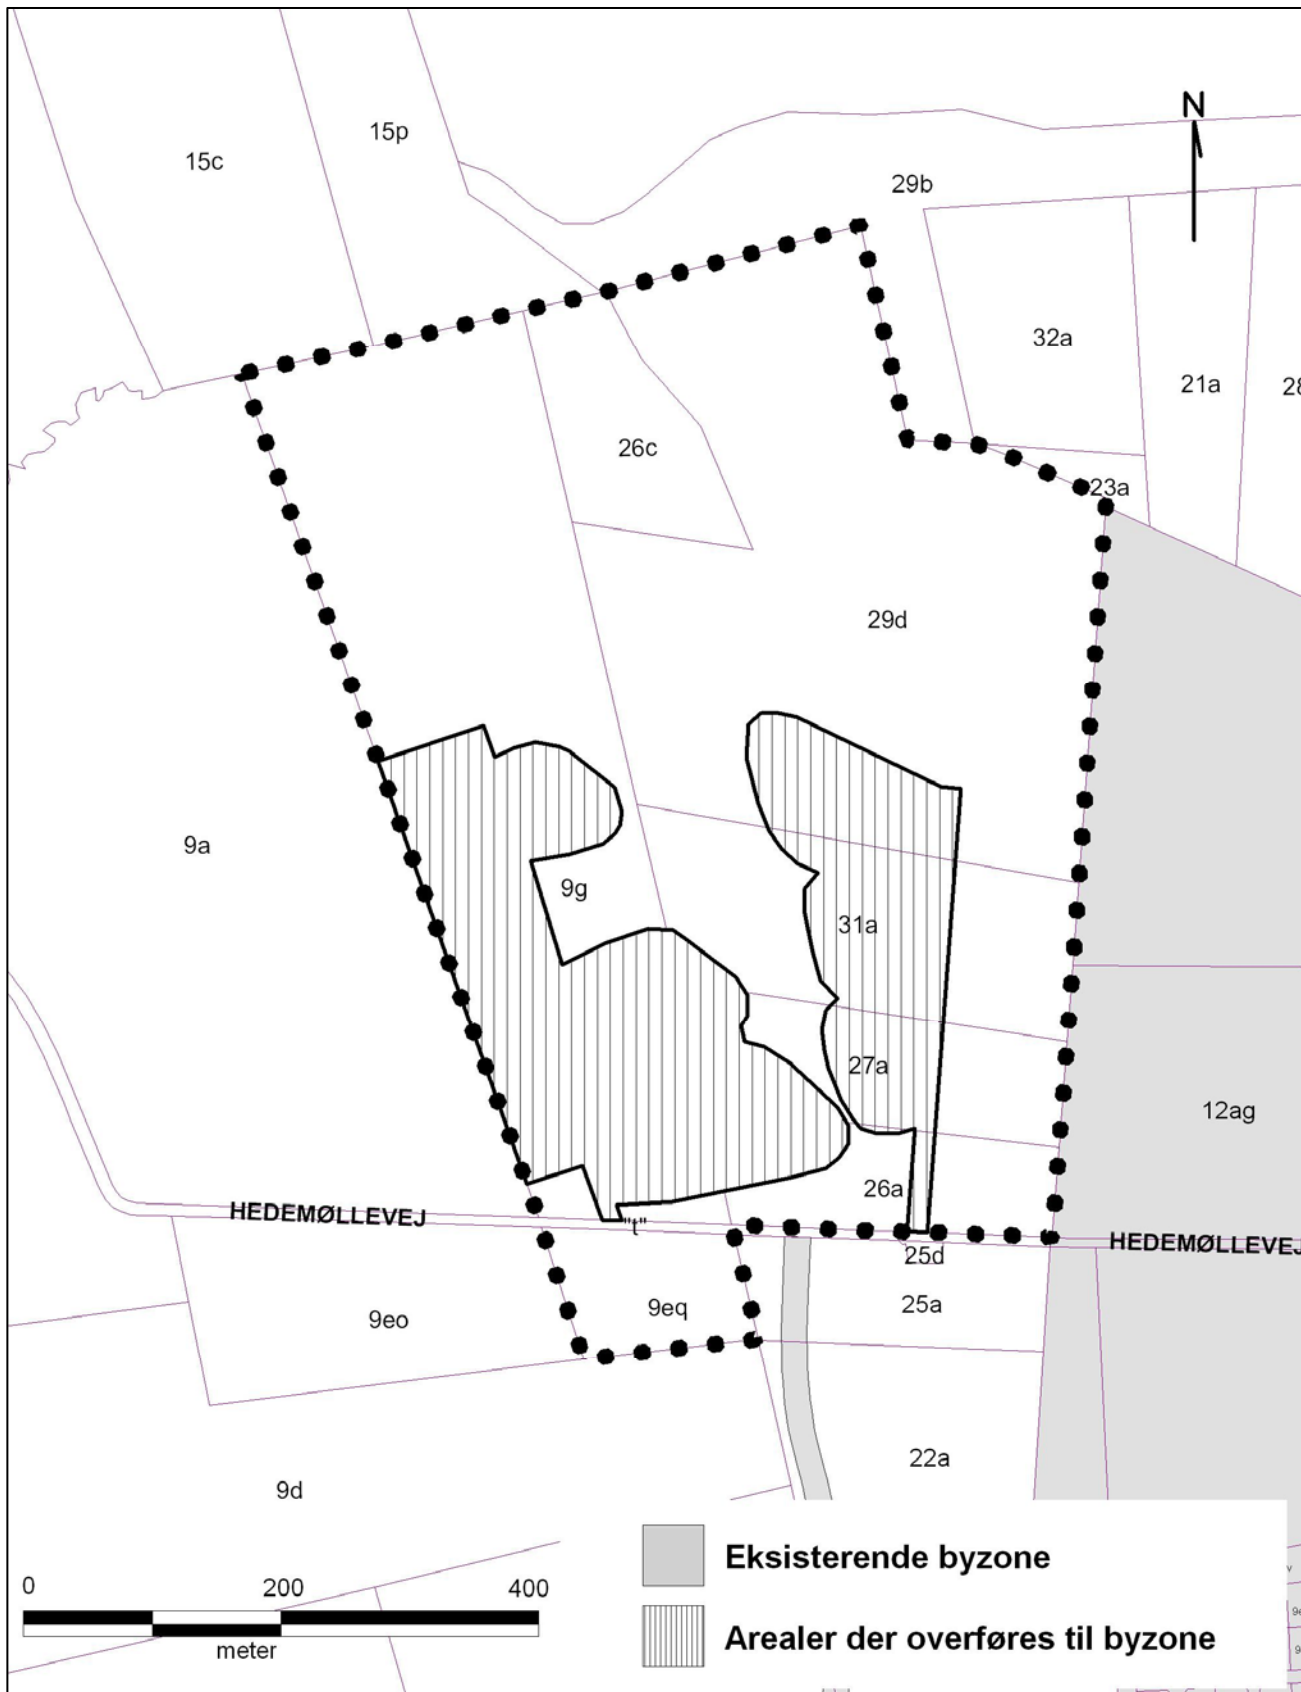 N
15p
15c
29b
32a
21a
26c
23a
29d
9a
9g
31a
27a
12ag
26a
HEDEMØLLEVEJ
"t"
HEDEMØLLEVEJ
25d
25a
9eq
9eo
22a
9d
Eksisterende byzone
0 200 400
meter
Arealer der overføres til byzone